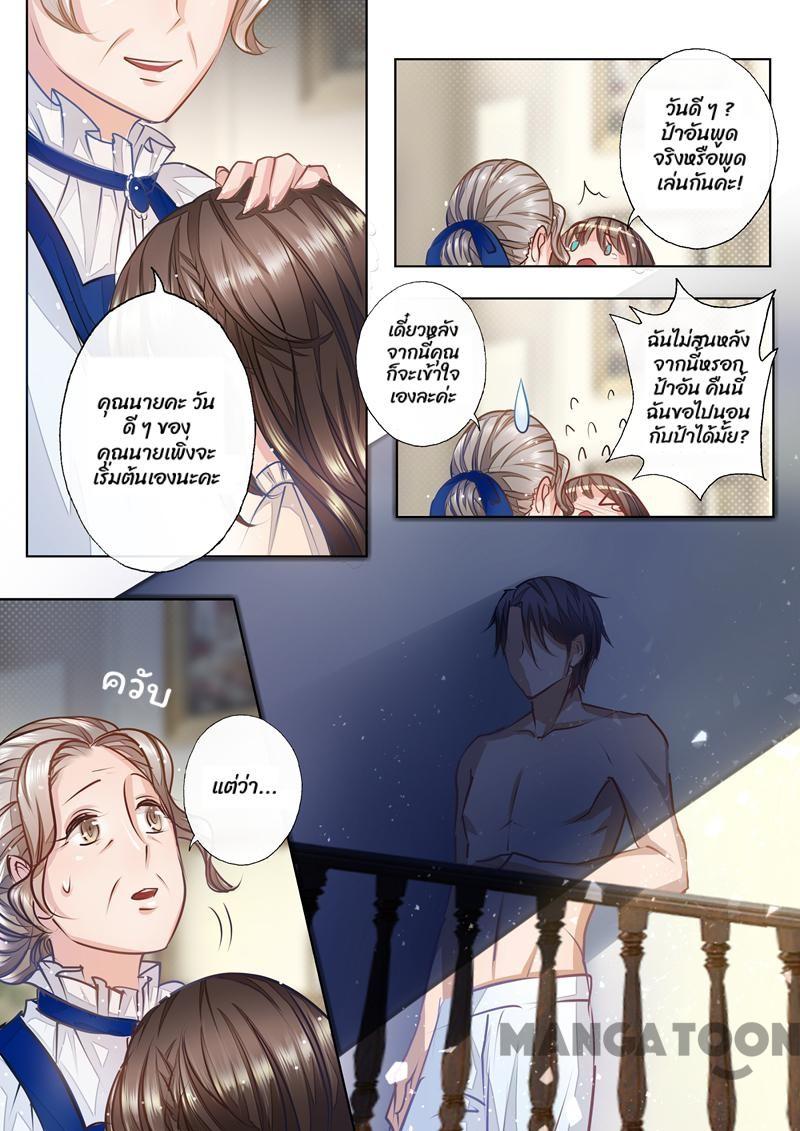 คุณนายคะ วัน
ดี ๆ ของ
คุณนายเพิ่งจะ
เริ่มต้นเองนะคะ
วันดี ๆ ?
ป้าอันพูด
จริงหรือพูด
เล่นกันคะ!
เดี๋ยวหลัง
จากนี้คุณ
ก็จะเข้าใจ
เองละค่ะ
ฉันไม่สนหลัง
จากนี้หรอก
ป้าอัน คืนนี้
ฉันขอไปนอน
กับป้าได้มั้ย?
ควับ
แต่ว่า...
MANGATOON